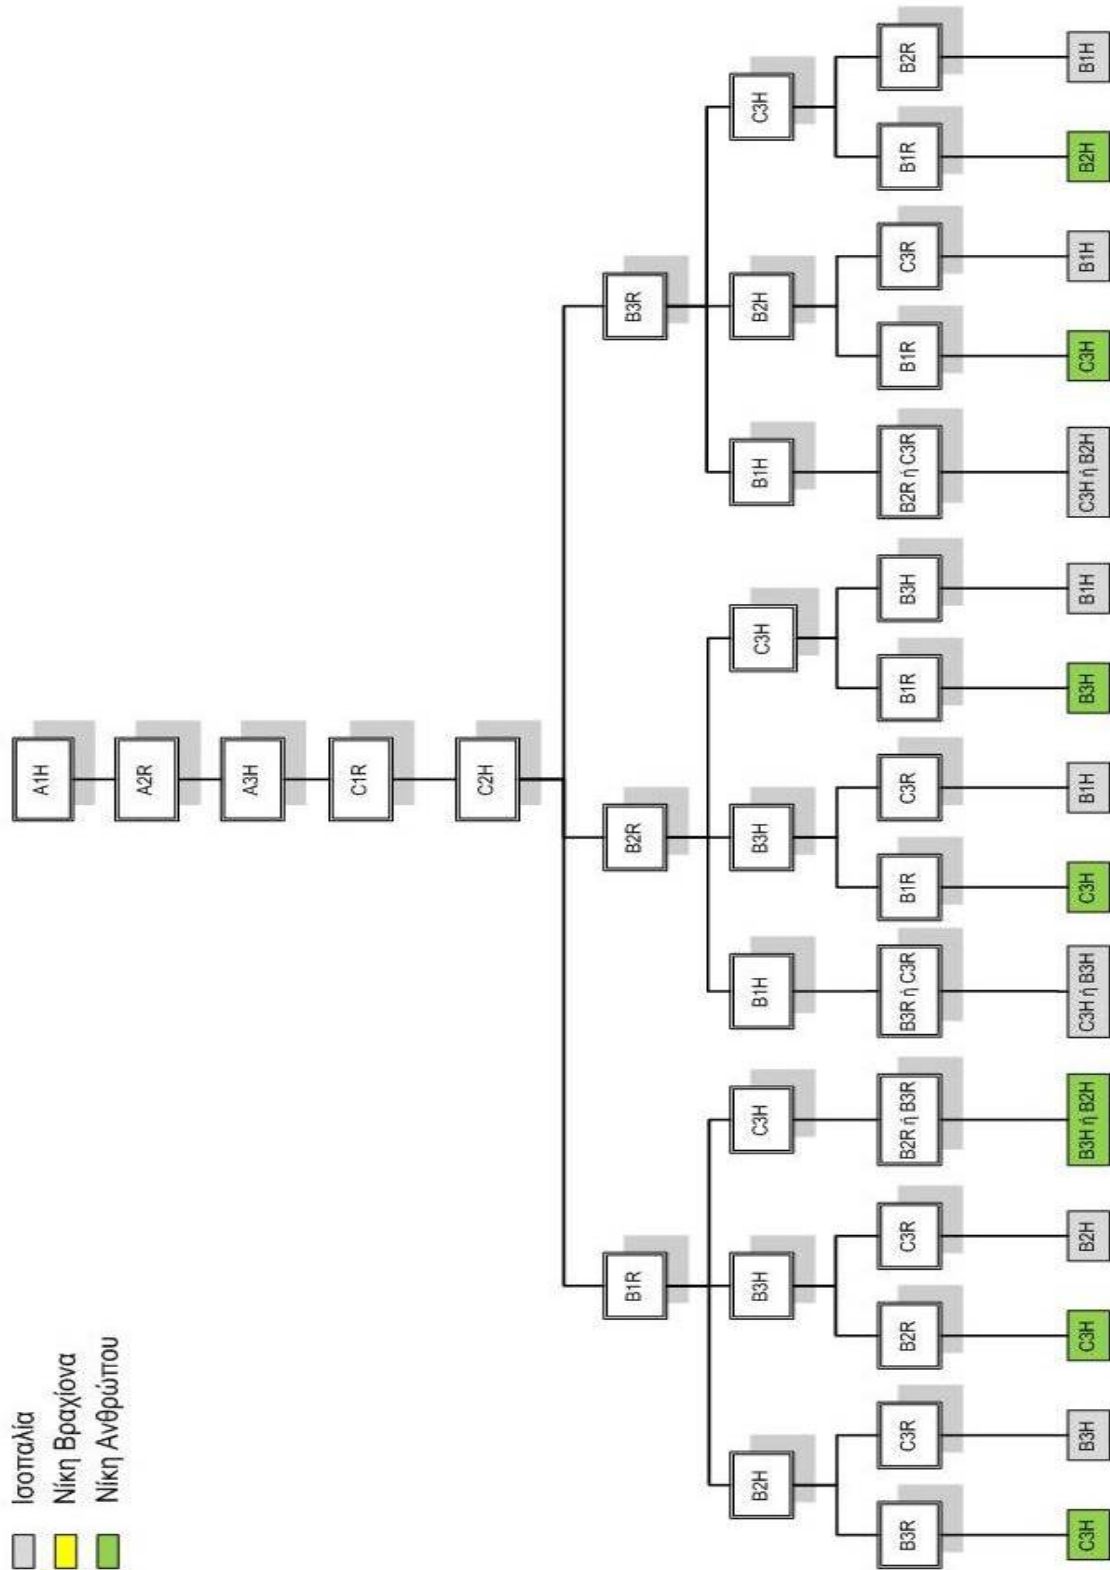 Ισοπαλία
Νίκη Βραχίονα
Νίκη Ανθρώπου
A1H
A2R
A3H
C1R
C2H
B1R
B2R
B3R
B2H
B3H
C3H
B1H
B3H
C3H
B1H
B2H
C3H
B3R
C3R
B2R
C3R
B2R ή B3R
B3R ή C3R
B1R
C3R
B1R
B3H
B2R ή C3R
B1R
C3R
B1R
B2R
C3H
B3H
C3H
B2H
B3H ή B2H
C3H ή B3H
C3H
B1H
B3H
B1H
C3H ή B2H
C3H
B1H
B2H
B1H